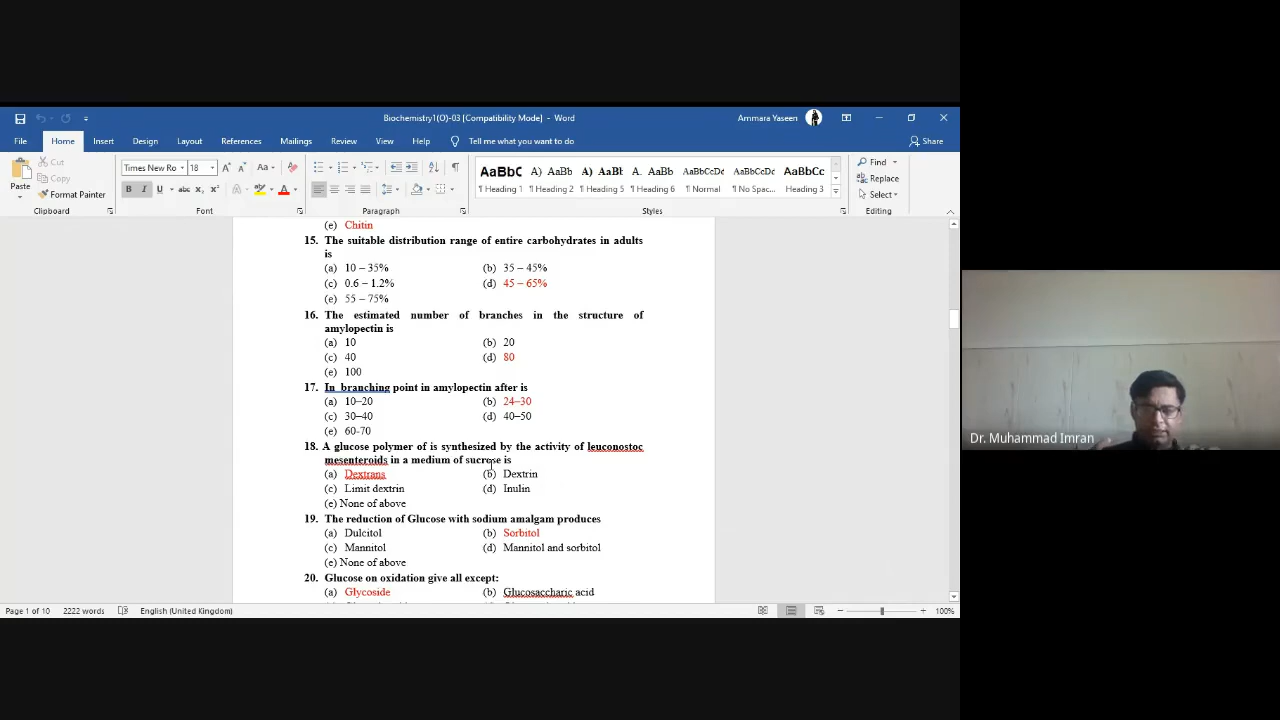 Biochemistry1(O)-03 [Compatibility Mode] - Word
Ammara Yaseen
File Home Insert Design Layout References Mailings Review View Help Tell me what you want to do Share
Cut
Copy
Format Painter
Paste
Clipboard
Times New Ro 18
Font
Paragraph
AaBbC A) AaBb A) AaBb A. AaBb AaBbCcDc AaBbCcDc AaBbCc
¶ Heading 1 ¶ Heading 2 ¶ Heading 5 ¶ Heading 6 ¶ Normal ¶ No Spac... Heading 3
Styles
Find
Replace
Select
Editing
(e) Chitin
15. The suitable distribution range of entire carbohydrates in adults
is
(a) 10 – 35% (b) 35 – 45%
(c) 0.6 – 1.2% (d) 45 – 65%
(e) 55 – 75%
16. The estimated number of branches in the structure of
amylopectin is
(a) 10 (b) 20
(c) 40 (d) 80
(e) 100
17. In branching point in amylopectin after is
(a) 10–20 (b) 24–30
(c) 30–40 (d) 40–50
(e) 60-70
18. A glucose polymer of is synthesized by the activity of leuconostoc
mesenteroids in a medium of sucrose is
(a) Dextrans (b) Dextrin
(c) Limit dextrin (d) Inulin
(e) None of above
19. The reduction of Glucose with sodium amalgam produces
(a) Dulcitol (b) Sorbitol
(c) Mannitol (d) Mannitol and sorbitol
(e) None of above
20. Glucose on oxidation give all except:
(a) Glycoside (b) Glucosaccharic acid
Page 1 of 10 2222 words English (United Kingdom) 100%
Dr. Muhammad Imran